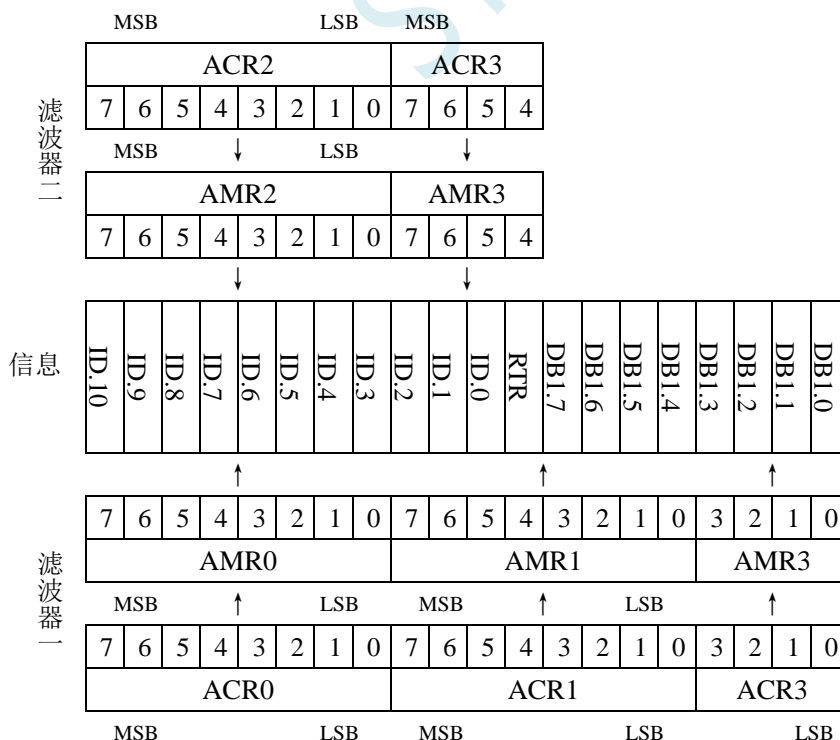 MSB LSB MSB
ACR2 ACR3
7 6 5 4 3 2 1 0 7 6 5 4
MSB LSB
AMR2 AMR3
7 6 5 4 3 2 1 0 7 6 5 4
滤波器二
信息
ID.10 ID.9 ID.8 ID.7 ID.6 ID.5 ID.4 ID.3 ID.2 ID.1 ID.0 RTR DB1.7 DB1.6 DB1.5 DB1.4 DB1.3 DB1.2 DB1.1 DB1.0
7 6 5 4 3 2 1 0 7 6 5 4 3 2 1 0 3 2 1 0
AMR0 AMR1 AMR3
滤波器一
MSB LSB MSB LSB
7 6 5 4 3 2 1 0 7 6 5 4 3 2 1 0 3 2 1 0
ACR0 ACR1 ACR3
MSB LSB MSB LSB LSB